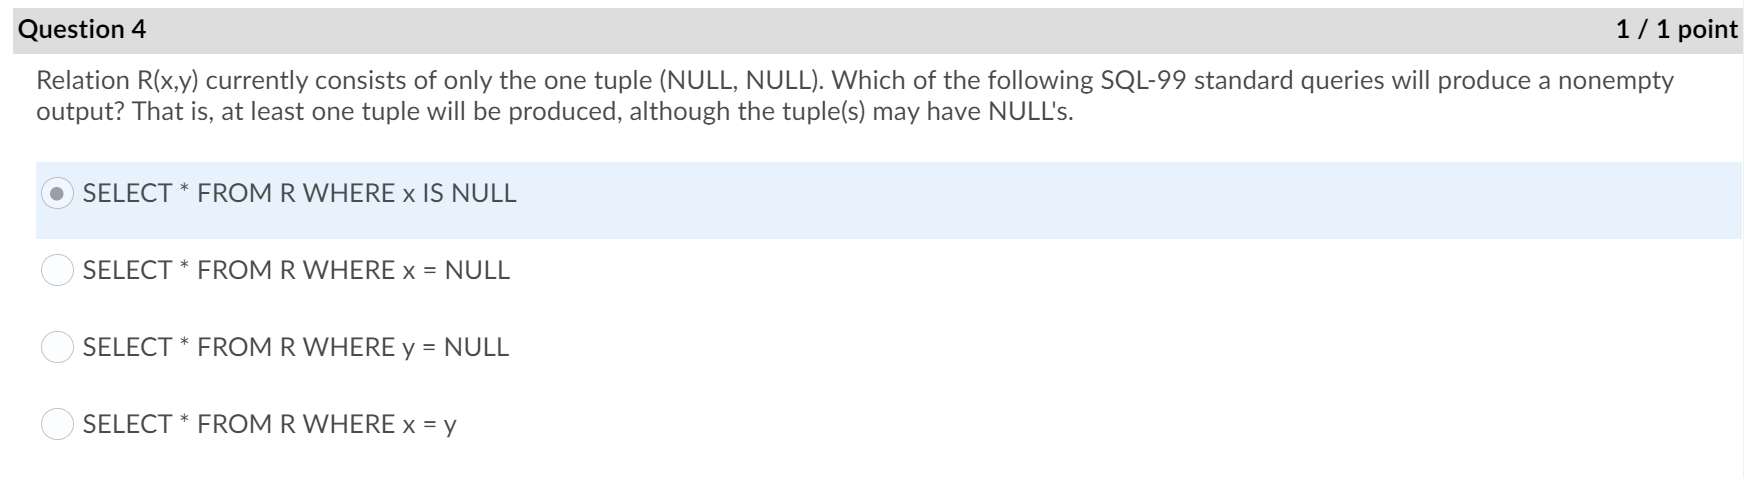 Question 4
1 / 1 point
Relation R(x,y) currently consists of only the one tuple (NULL, NULL). Which of the following SQL-99 standard queries will produce a nonempty
output? That is, at least one tuple will be produced, although the tuple(s) may have NULL's.
SELECT * FROM R WHERE x IS NULL
SELECT * FROM R WHERE x = NULL
SELECT * FROM R WHERE y = NULL
SELECT * FROM R WHERE x = y